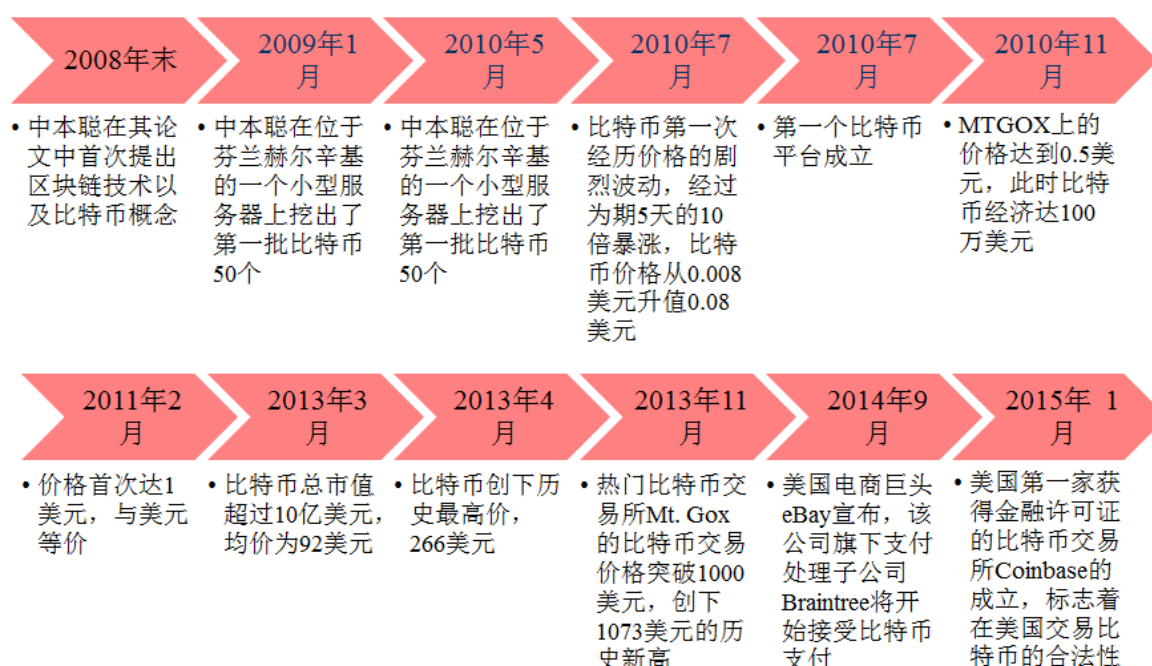 2008年末
2009年1
月
2010年5
月
2010年7
月
2010年7
月
2010年11
月
• 中本聪在其论
文中首次提出
区块链技术以
及比特币概念
• 中本聪在位于
芬兰赫尔辛基
的一个小型服
务器上挖出了
第一批比特币
50个
• 中本聪在位于
芬兰赫尔辛基
的一个小型服
务器上挖出了
第一批比特币
50个
• 比特币第一次
经历价格的剧
烈波动，经过
为期5天的10
倍暴涨，比特
币价格从0.008
美元升值0.08
美元
• 第一个比特币
平台成立
• MTGOX上的
价格达到0.5美
元，此时比特
币经济达100
万美元
2011年2
月
2013年3
月
2013年4
月
2013年11
月
2014年9
月
2015年 1
月
• 价格首次达1
美元，与美元
等价
• 比特币总市值
超过10亿美元，
均价为92美元
• 比特币创下历
史最高价，
266美元
• 热门比特币交
易所Mt. Gox
的比特币交易
价格突破1000
美元，创下
1073美元的历
史新高
• 美国电商巨头
eBay宣布，该
公司旗下支付
处理子公司
Braintree将开
始接受比特币
支付
• 美国第一家获
得金融许可证
的比特币交易
所Coinbase的
成立，标志着
在美国交易比
特币的合法性